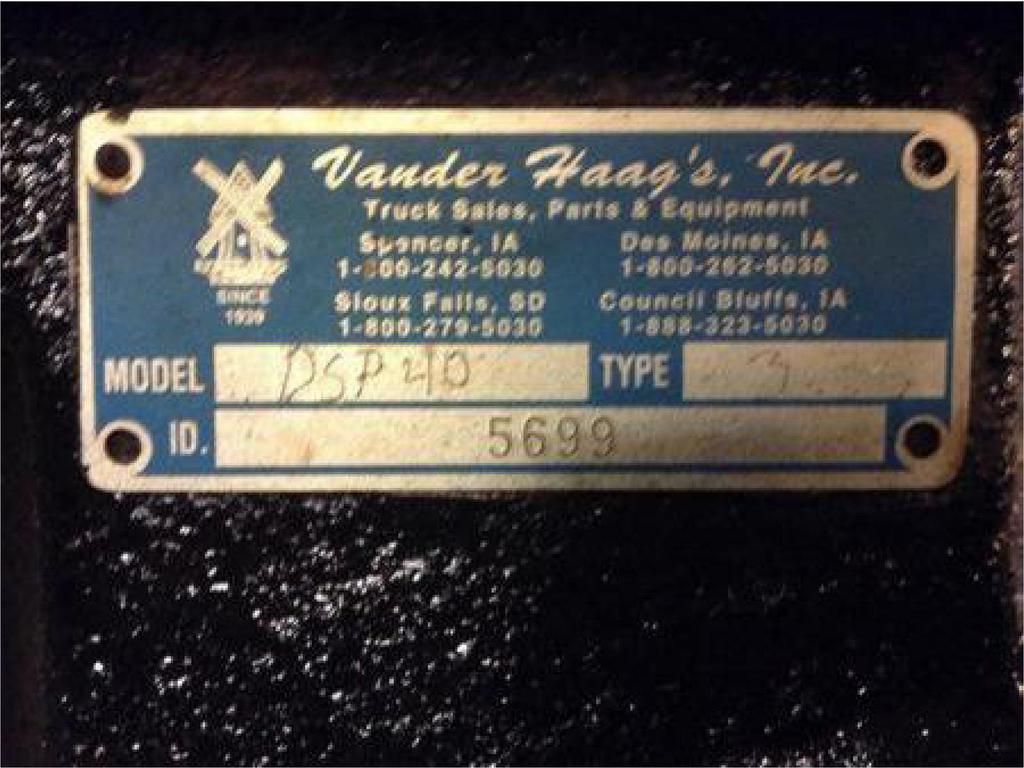 Vander Haag's, Inc.
Truck Sales, Parts & Equipment
Spencer, IA Des Moines, IA
1-800-242-5030 1-800-262-5030
Sioux Falls, SD Council Bluffs, IA
1-800-279-5030 1-888-323-5030
SINCE
1939
MODEL DSP40 TYPE
ID. 5699